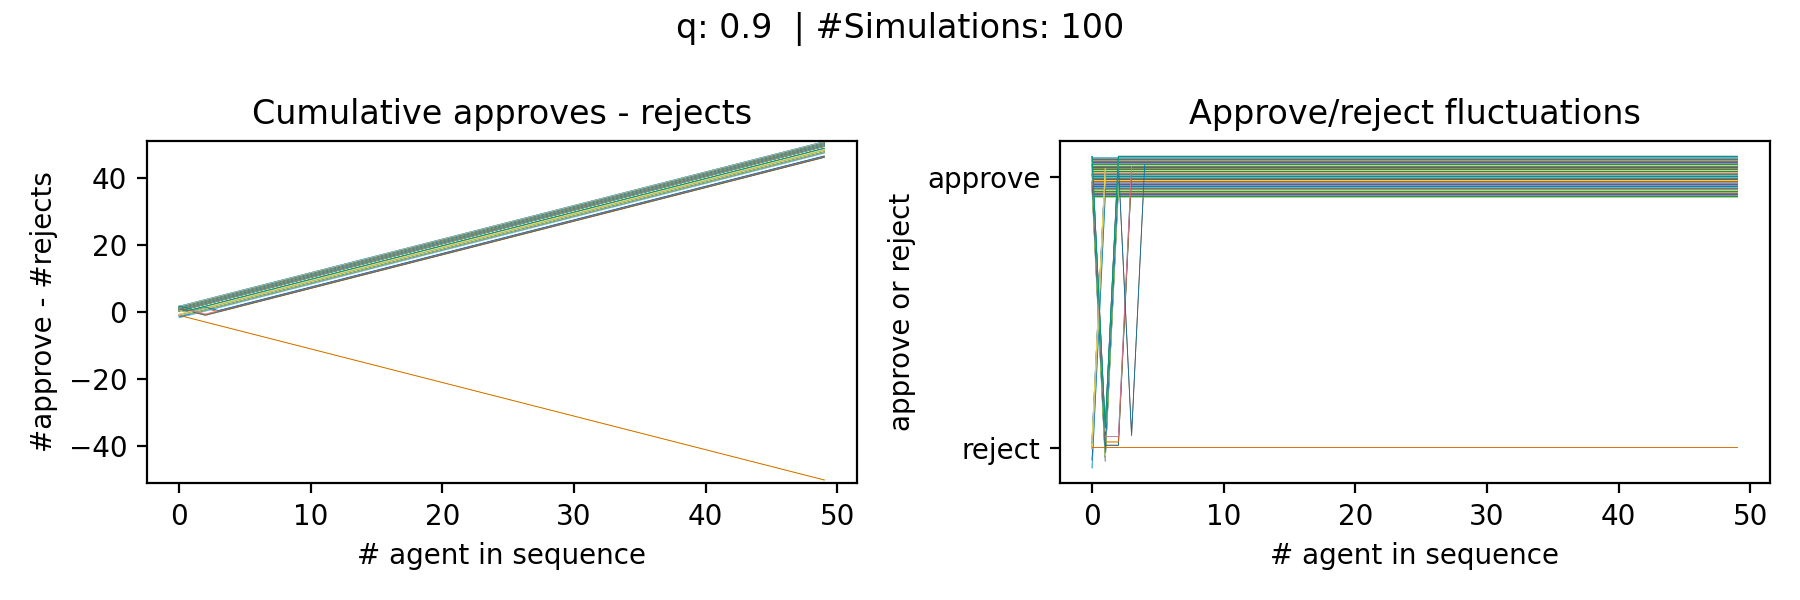 q: 0.9  | #Simulations: 100
Cumulative approves - rejects
#approve - #rejects
40
20
0
−20
−40
0 10 20 30 40 50
# agent in sequence
Approve/reject fluctuations
approve or reject
approve
reject
0 10 20 30 40 50
# agent in sequence